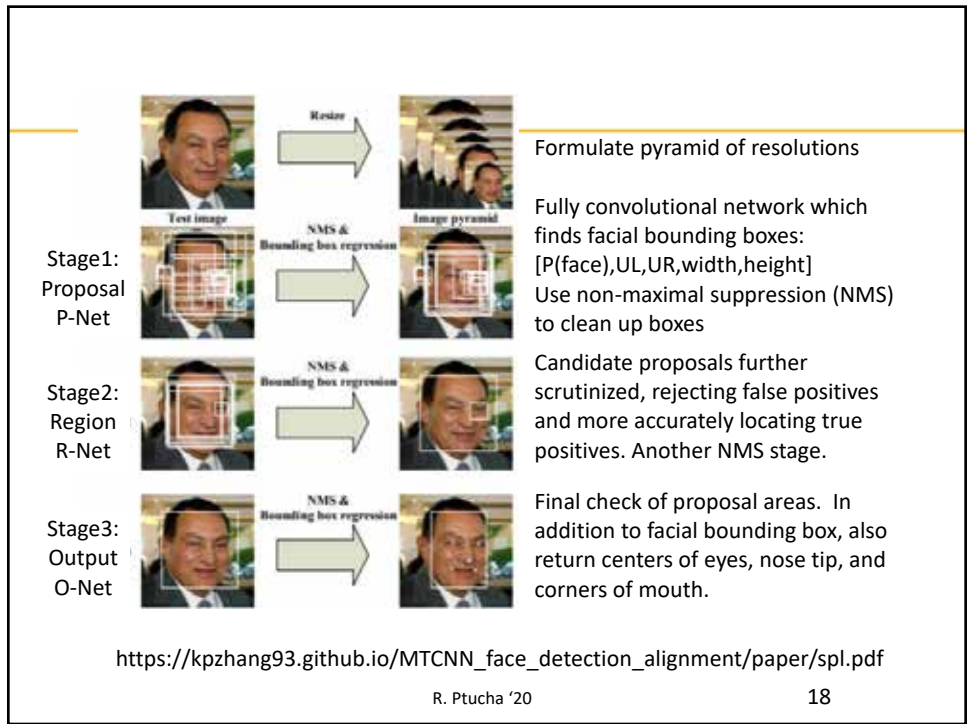 Resize
Formulate pyramid of resolutions
Test image
Image pyramid
Stage1:
Proposal
P-Net
NMS &
Bounding box regression
Fully convolutional network which
finds facial bounding boxes:
[P(face),UL,UR,width,height]
Use non-maximal suppression (NMS)
to clean up boxes
Stage2:
Region
R-Net
NMS &
Bounding box regression
Candidate proposals further
scrutinized, rejecting false positives
and more accurately locating true
positives. Another NMS stage.
Stage3:
Output
O-Net
NMS &
Bounding box regression
Final check of proposal areas.  In
addition to facial bounding box, also
return centers of eyes, nose tip, and
corners of mouth.
https://kpzhang93.github.io/MTCNN_face_detection_alignment/paper/spl.pdf
R. Ptucha ‘20
18